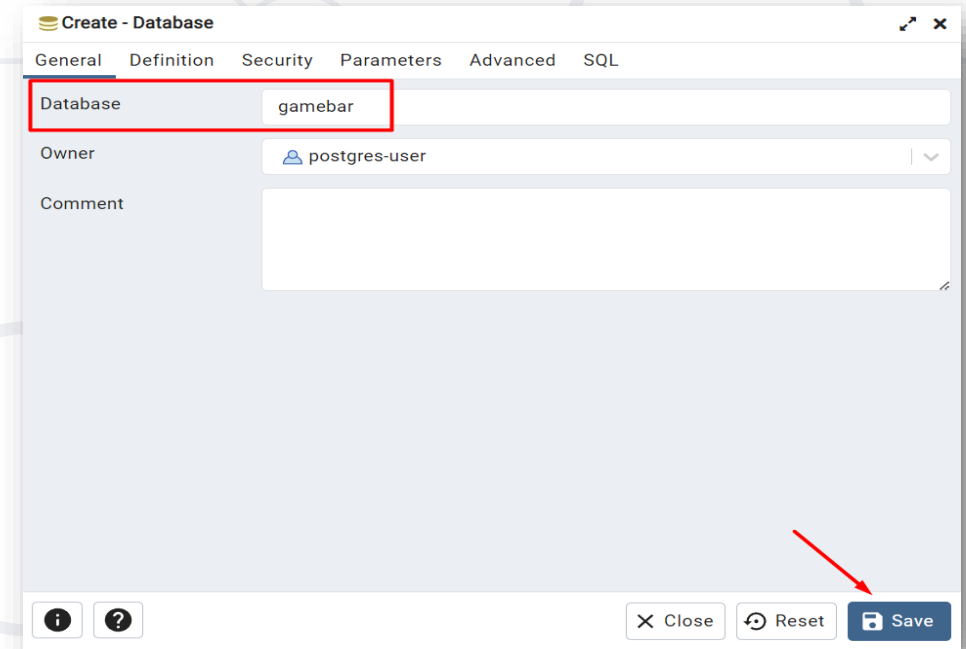 Create - Database
General Definition Security Parameters Advanced SQL
Database gamebar
Owner postgres-user
Comment
Close Reset Save